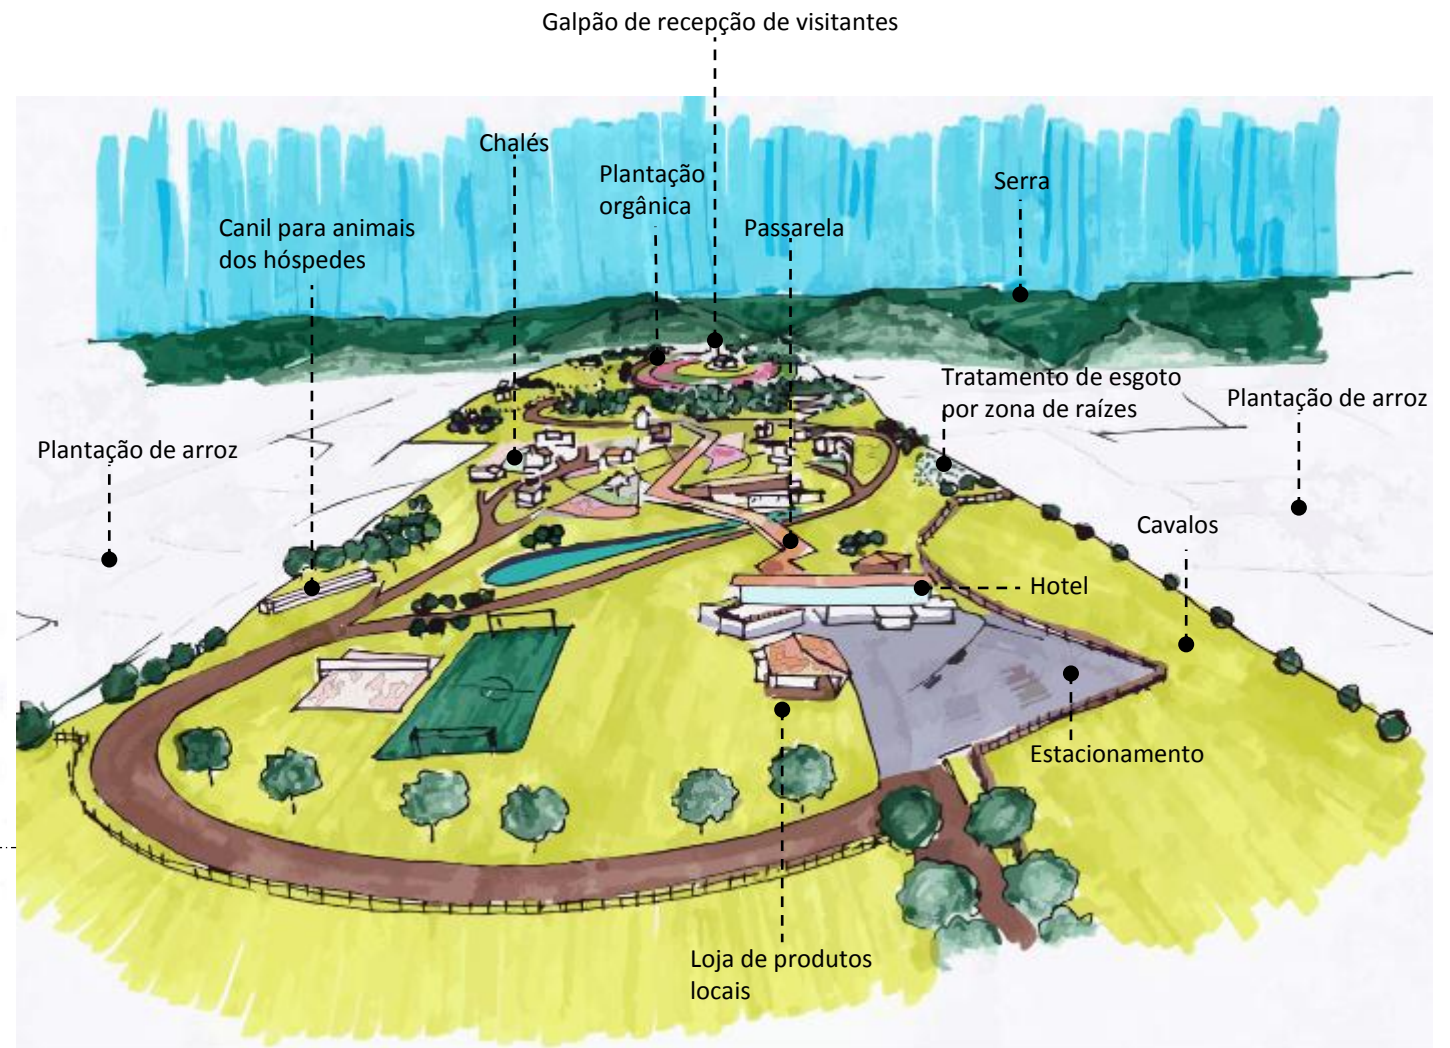 Galpão de recepção de visitantes
Chalés
Plantação
orgânica
Serra
Canil para animais
dos hóspedes
Passarela
Tratamento de esgoto
por zona de raízes
Plantação de arroz
Plantação de arroz
Cavalos
Hotel
Estacionamento
Loja de produtos
locais